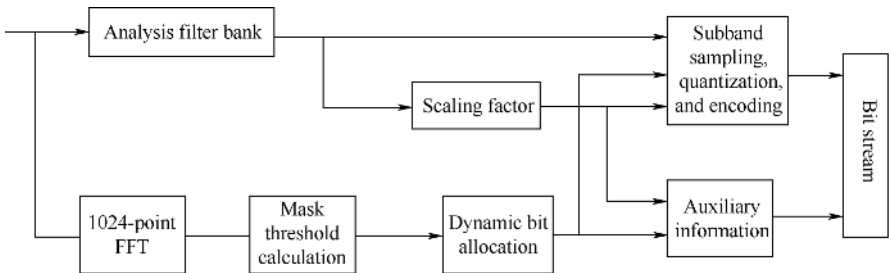 Analysis filter bank
Subband
sampling,
quantization,
and encoding
Scaling factor
Bit stream
1024-point
FFT
Mask
threshold
calculation
Dynamic bit
allocation
Auxiliary
information